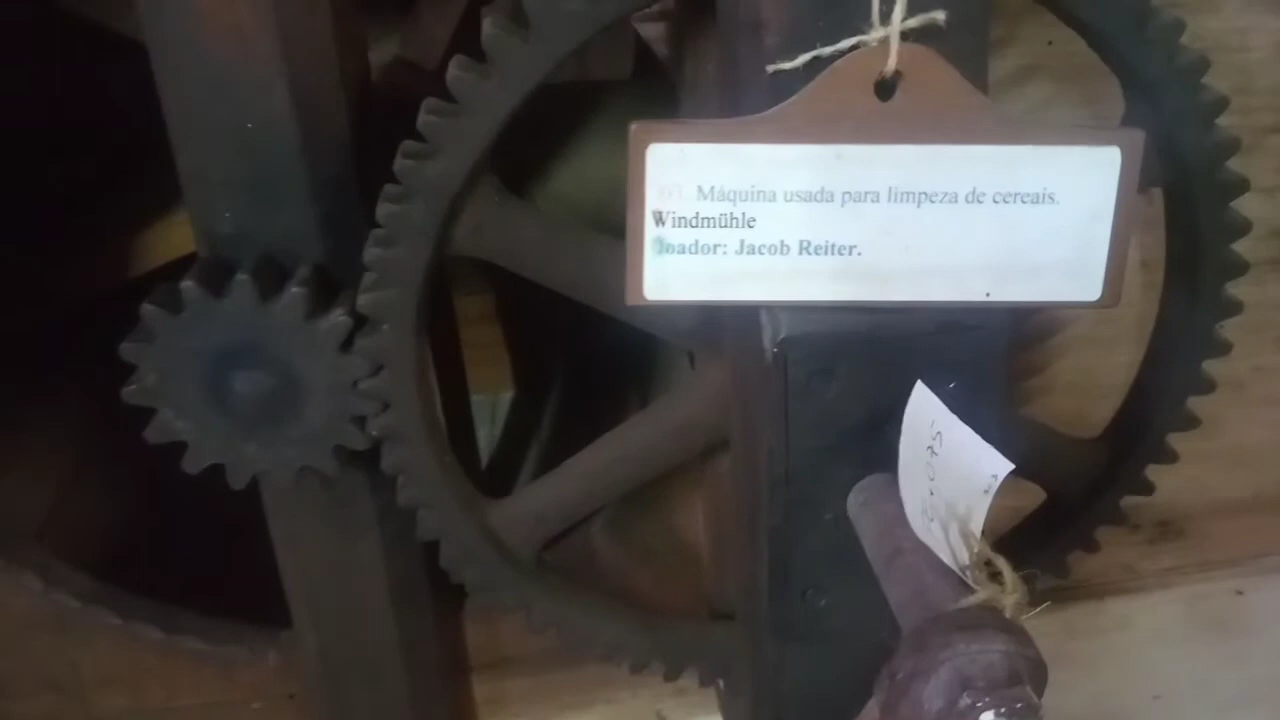 Máquina usada para limpeza de cereais.
Windmühle
Doador: Jacob Reiter.